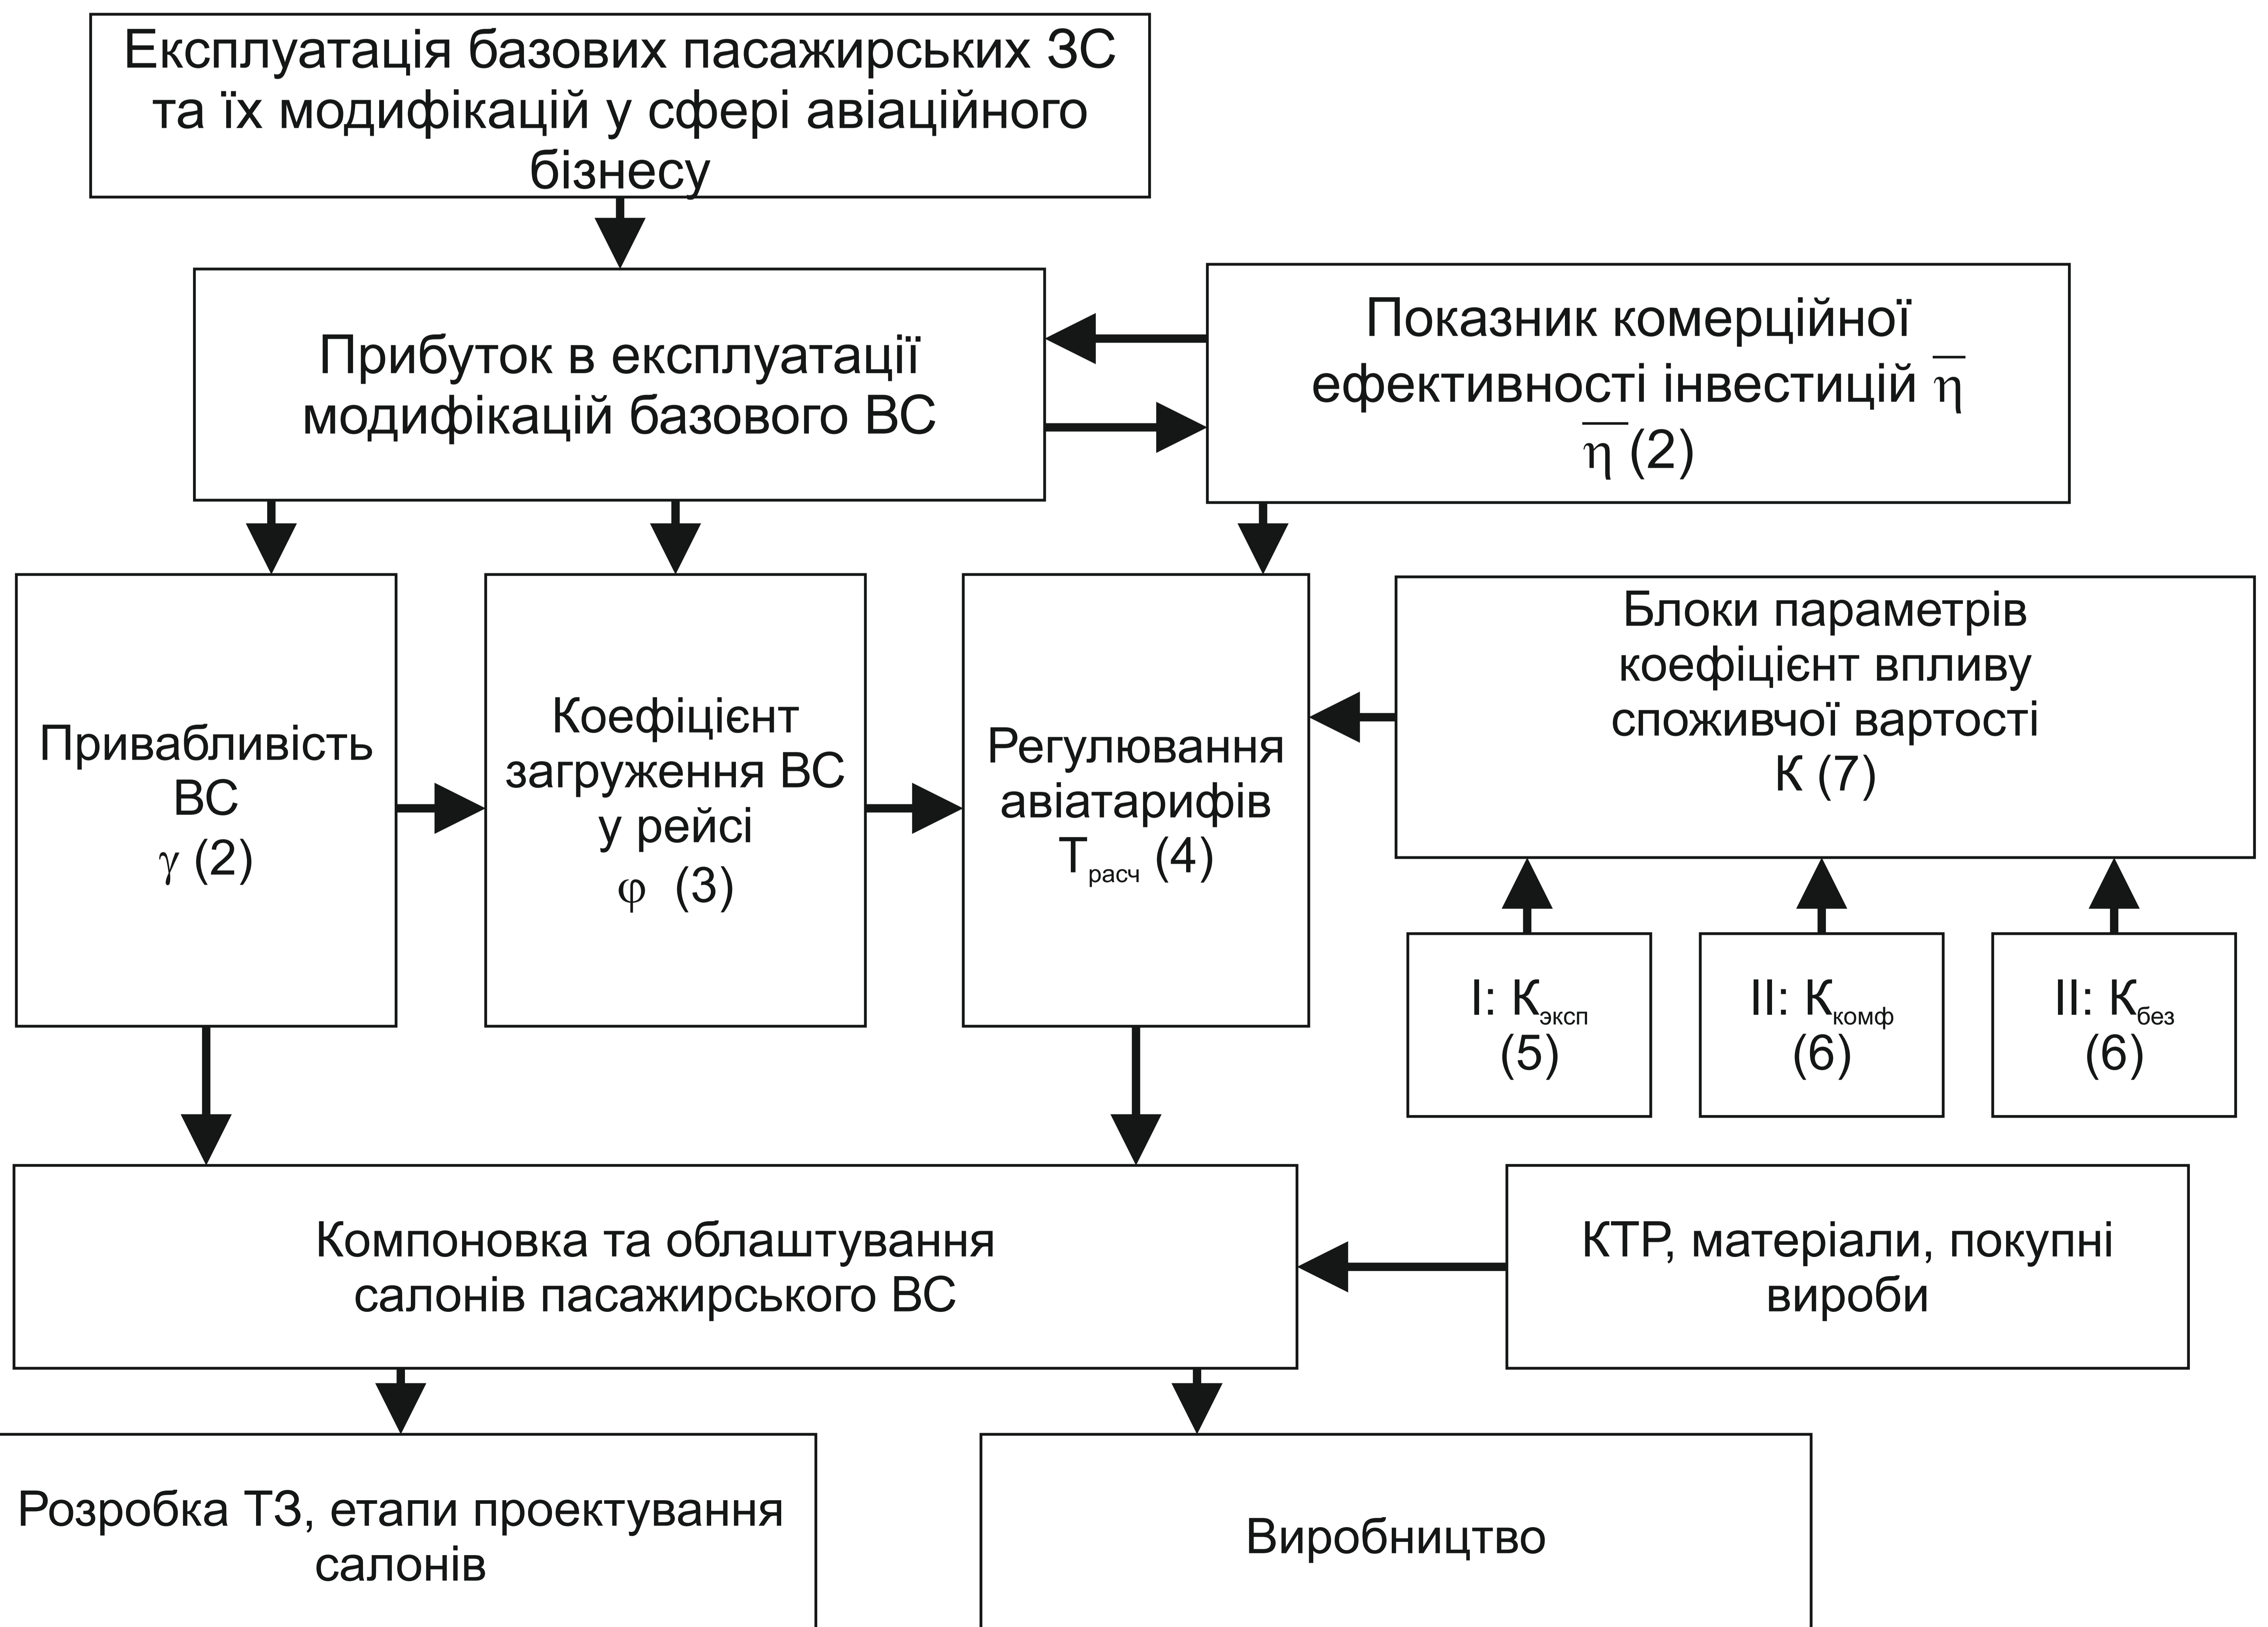 Експлуатація базових пасажирських ЗС
та їх модифікацій у сфері авіаційного
бізнесу
Прибуток в експлуатації
модифікацій базового ВС
Показник комерційної
ефективності інвестицій η̅
η̅ (2)
Привабливість
ВС
γ (2)
Коефіцієнт
загруження ВС
у рейсі
φ (3)
Регулювання
авіатарифів
Tрасч (4)
Блоки параметрів
коефіцієнт впливу
споживчої вартості
К (7)
I: Кэксп
(5)
II: Ккомф
(6)
II: Кбез
(6)
Компоновка та облаштування
салонів пасажирського ВС
КТР, матеріали, покупні
вироби
Розробка ТЗ, етапи проектування
салонів
Виробництво